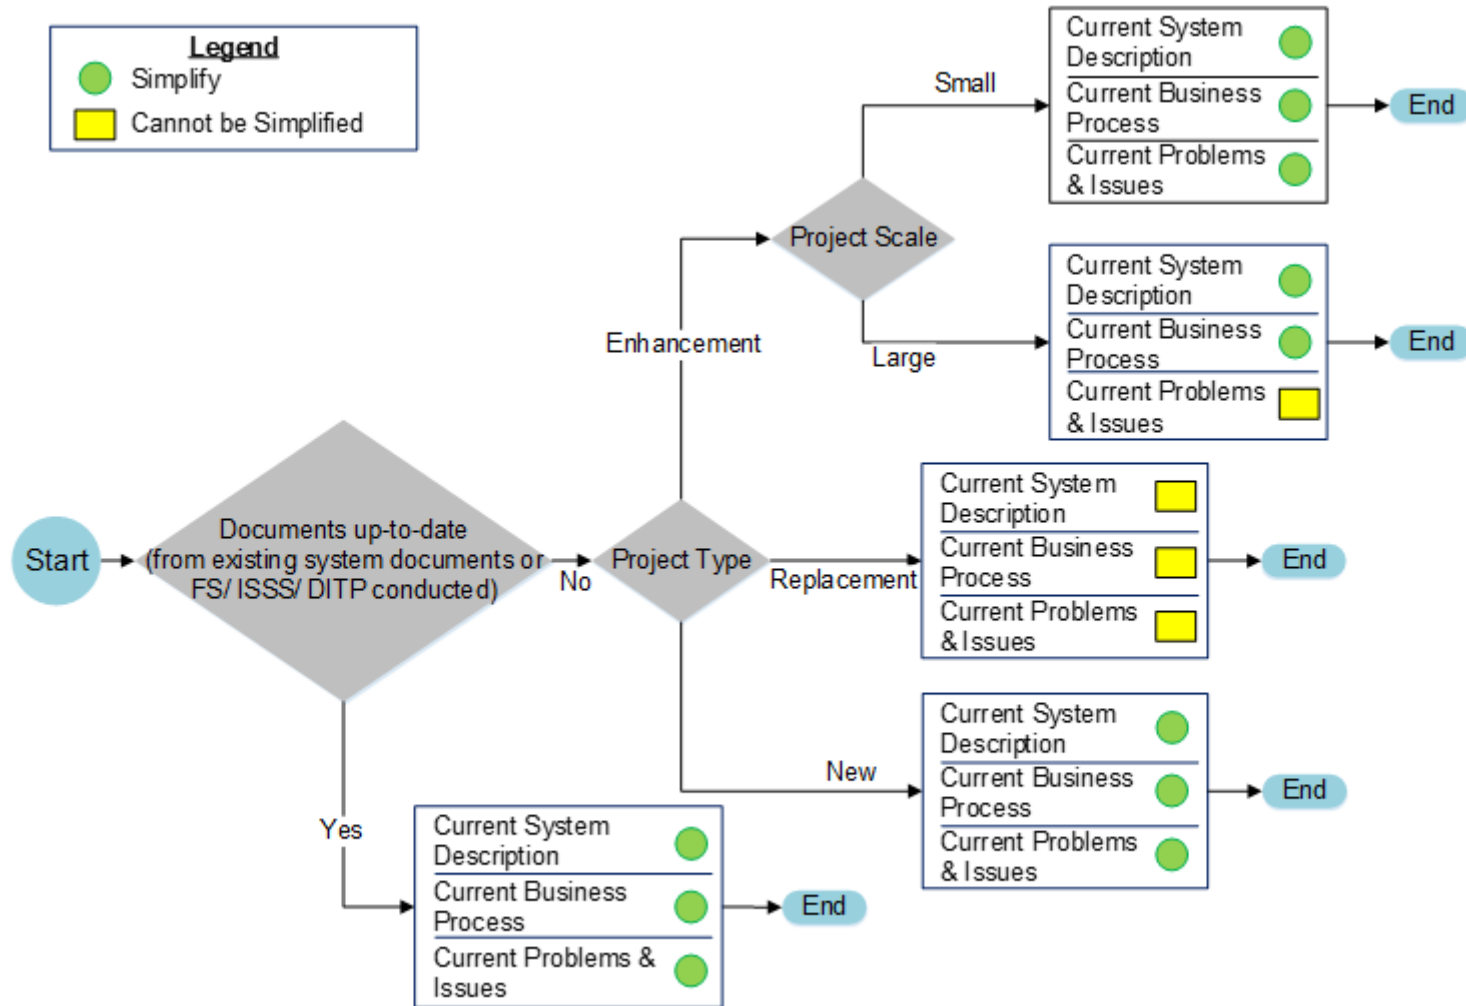 Legend
Simplify
Cannot be Simplified
Small
Current System
Description
Current Business
Process
Current Problems
& Issues
End
Project Scale
Enhancement
Large
Current System
Description
Current Business
Process
Current Problems
& Issues
End
Start
Documents up-to-date
(from existing system documents or
FS/ ISSS/ DITP conducted)
No
Project Type
Replacement
Current System
Description
Current Business
Process
Current Problems
& Issues
End
New
Current System
Description
Current Business
Process
Current Problems
& Issues
End
Yes
Current System
Description
Current Business
Process
Current Problems &
Issues
End